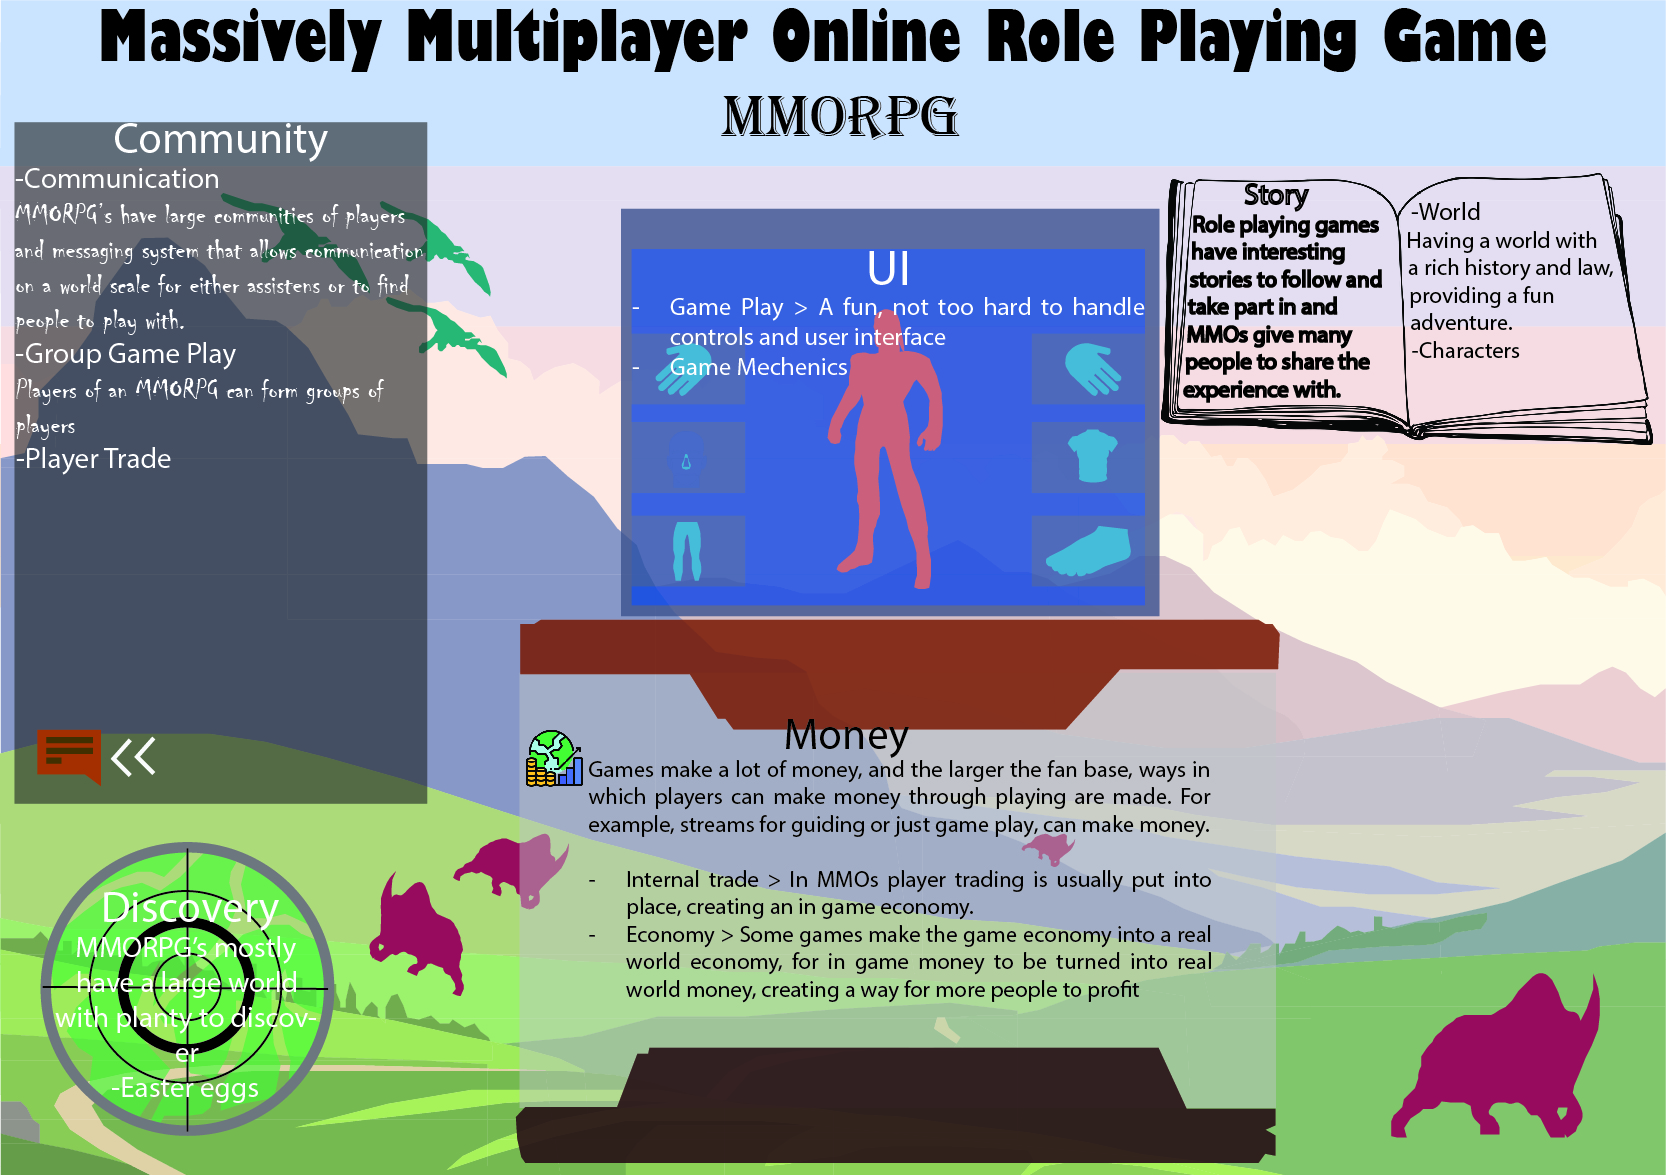 Massively Multiplayer Online Role Playing Game
MMORPG
Community
-Communication
MMORPG's have large communities of players
and messaging system that allows communication
on a world scale for either assistens or to find
people to play with.
-Group Game Play
Players of an MMORPG can form groups of
players
-Player Trade
UI
- Game Play > A fun, not too hard to handle
controls and user interface
- Game Mechenics
Story
Role playing games
have interesting
stories to follow and
take part in and
MMOs give many
people to share the
experience with.
-World
Having a world with
a rich history and law,
providing a fun
adventure.
-Characters
Money
Games make a lot of money, and the larger the fan base, ways in
which players can make money through playing are made. For
example, streams for guiding or just game play, can make money.
- Internal trade > In MMOs player trading is usually put into
place, creating an in game economy.
- Economy > Some games make the game economy into a real
world economy, for in game money to be turned into real
world money, creating a way for more people to profit
Discovery
MMORPG's mostly
have a large world
with planty to discov-
er
-Easter eggs